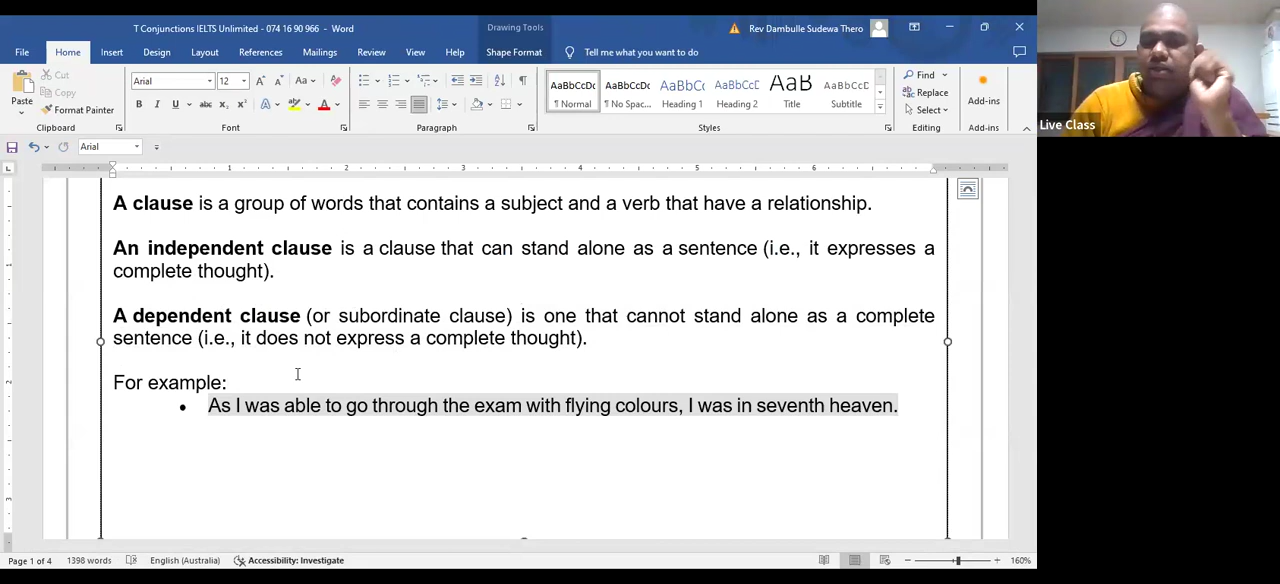 T Conjunctions IELTS Unlimited - 074 16 90 966 - Word
Drawing Tools
Rev Dambulle Sudewa Thero
File Home Insert Design Layout References Mailings Review View Help Shape Format Tell me what you want to do
Paste
Cut
Copy
Format Painter
Clipboard
Arial 12
Font
Paragraph
AaBbCcDc AaBbCcDc AaBbCc AaBbCcD AaB AaBbCcD
¶ Normal ¶ No Spac... Heading 1 Heading 2 Title Subtitle
Styles
Find
Replace
Select
Editing
Add-ins
Add-ins
Arial
1 2 3 4 5 6
A clause is a group of words that contains a subject and a verb that have a relationship.
An independent clause is a clause that can stand alone as a sentence (i.e., it expresses a
complete thought).
A dependent clause (or subordinate clause) is one that cannot stand alone as a complete
sentence (i.e., it does not express a complete thought).
For example:
• As I was able to go through the exam with flying colours, I was in seventh heaven.
Page 1 of 4 1398 words English (Australia) Accessibility: Investigate 160%
Live Class